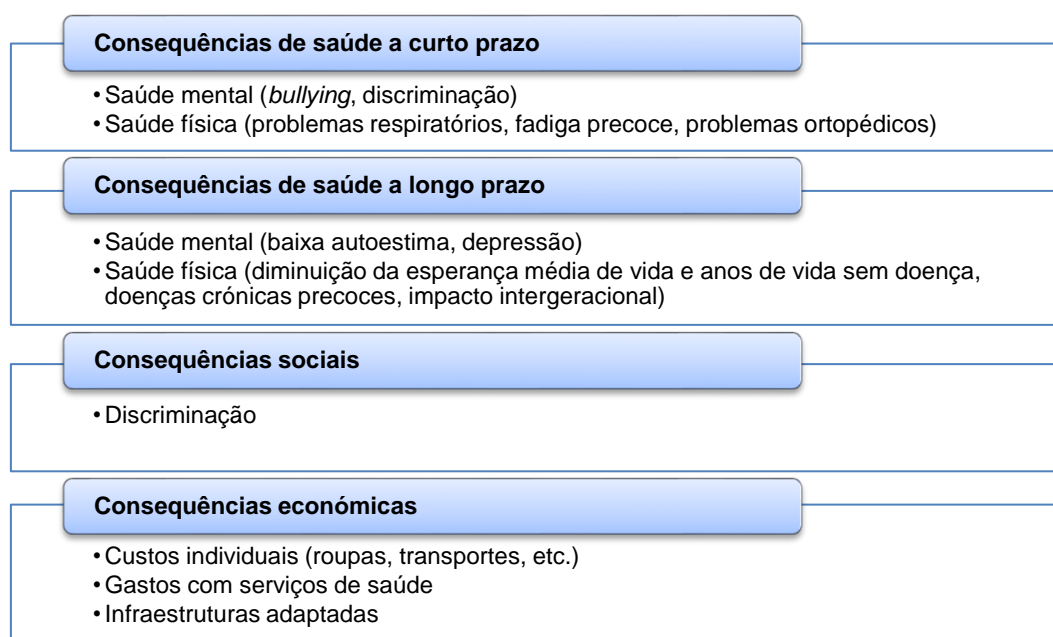 Consequências de saúde a curto prazo
•Saúde mental (bullying, discriminação)
•Saúde física (problemas respiratórios, fadiga precoce, problemas ortopédicos)
Consequências de saúde a longo prazo
•Saúde mental (baixa autoestima, depressão)
•Saúde física (diminuição da esperança média de vida e anos de vida sem doença,
doenças crónicas precoces, impacto intergeracional)
Consequências sociais
•Discriminação
Consequências económicas
•Custos individuais (roupas, transportes, etc.)
•Gastos com serviços de saúde
•Infraestruturas adaptadas